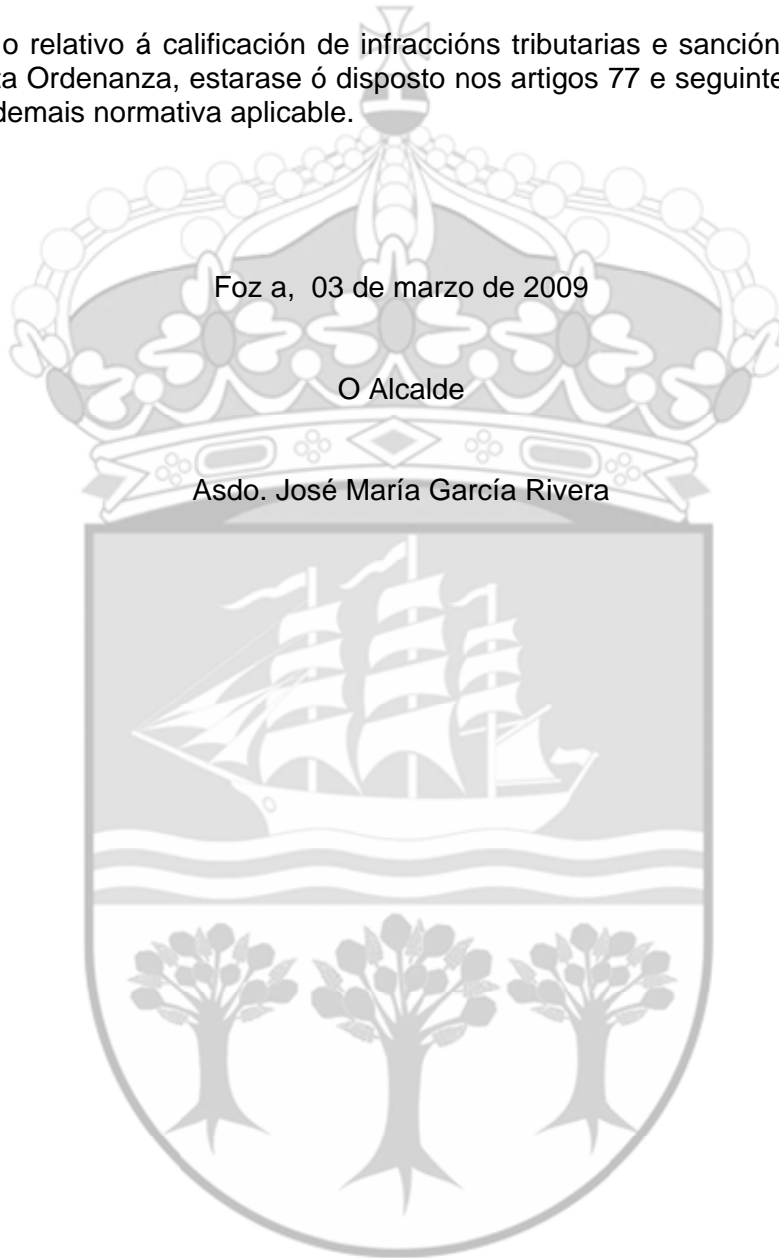 o relativo á calificación de infraccións tributarias e sanción
ta Ordenanza, estarase ó disposto nos artigos 77 e seguinte
demais normativa aplicable.
Foz a, 03 de marzo de 2009
O Alcalde
Asdo. José María García Rivera